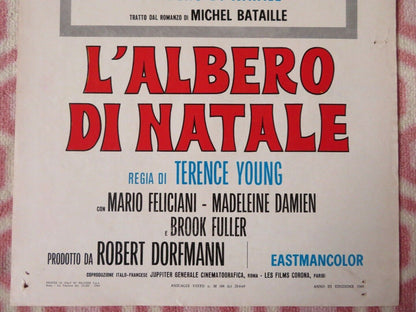 TRATTO DAL ROMANZO DI MICHEL BATAILLE
L'ALBERO
DI NATALE
REGIA DI TERENCE YOUNG
CON MARIO FELICIANI - MADELEINE DAMIEN
E BROOK FULLER
PRODOTTO DA ROBERT DORFMANN
EASTMANCOLOR
COPRODUZIONE ITALO-FRANCESE JUPPITER GENERALE CINEMATOGRAFICA, ROMA - LES FILMS CORONA, PARIGI